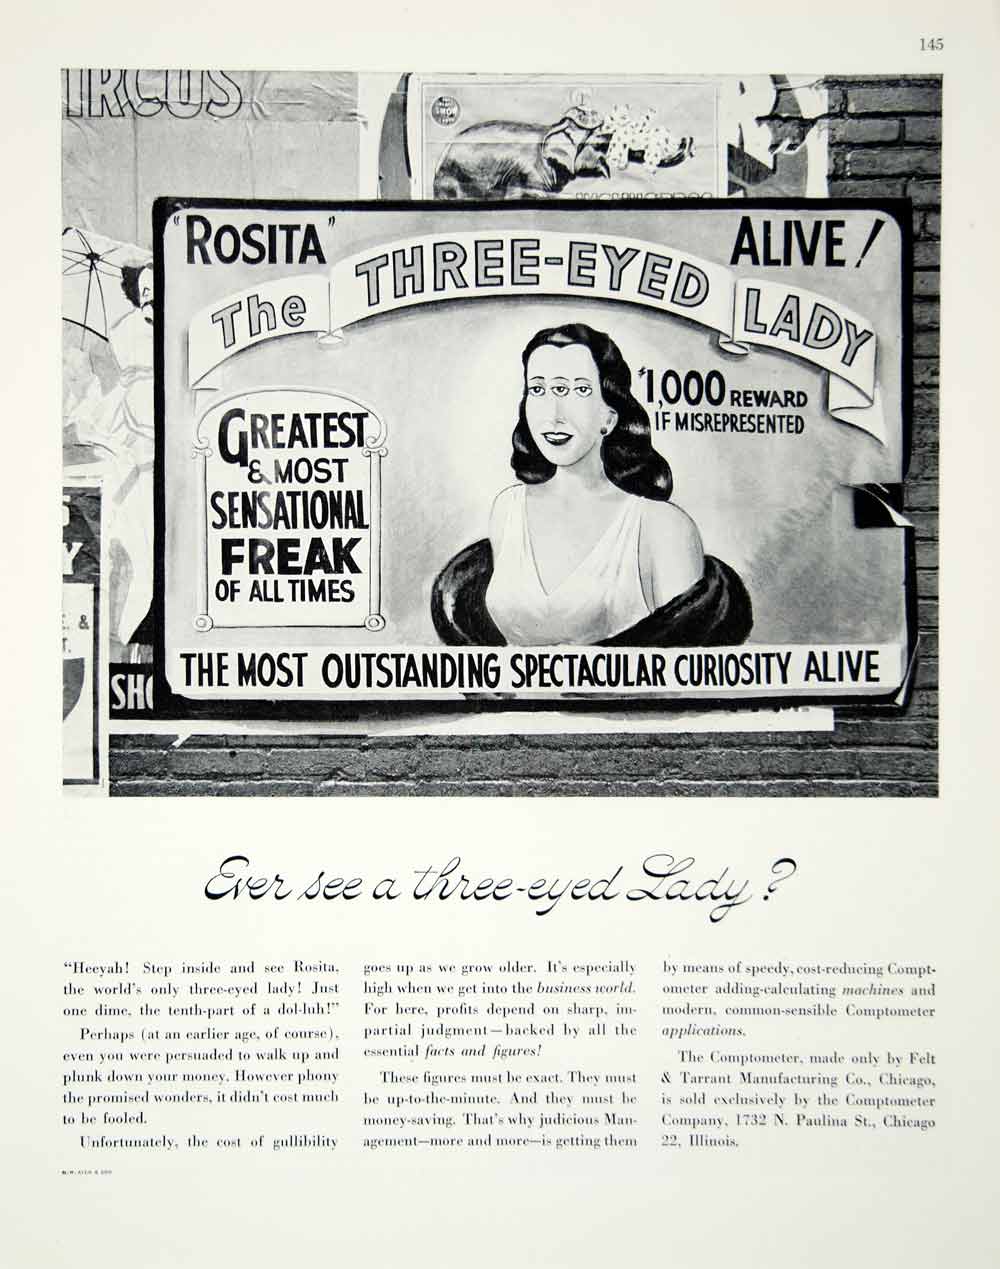 145
IRCUS
"ROSITA"
ALIVE!
The THREE-EYED LADY
$1,000 REWARD
IF MISREPRESENTED
GREATEST
& MOST
SENSATIONAL
FREAK
OF ALL TIMES
THE MOST OUTSTANDING SPECTACULAR CURIOSITY ALIVE
Ever see a three-eyed Lady?
"Heeyah! Step inside and see Rosita,
the world's only three-eyed lady! Just
one dime, the tenth-part of a dol-luh!"
Perhaps (at an earlier age, of course),
even you were persuaded to walk up and
plunk down your money. However phony
the promised wonders, it didn't cost much
to be fooled.
Unfortunately, the cost of gullibility
goes up as we grow older. It's especially
high when we get into the business world.
For here, profits depend on sharp, im-
partial judgment—backed by all the
essential facts and figures!
These figures must be exact. They must
be up-to-the-minute. And they must be
money-saving. That's why judicious Man-
agement—more and more—is getting them
by means of speedy, cost-reducing Compt-
ometer adding-calculating machines and
modern, common-sensible Comptometer
applications.
The Comptometer, made only by Felt
& Tarrant Manufacturing Co., Chicago,
is sold exclusively by the Comptometer
Company, 1732 N. Paulina St., Chicago
22, Illinois.
N. W. AYER & SON